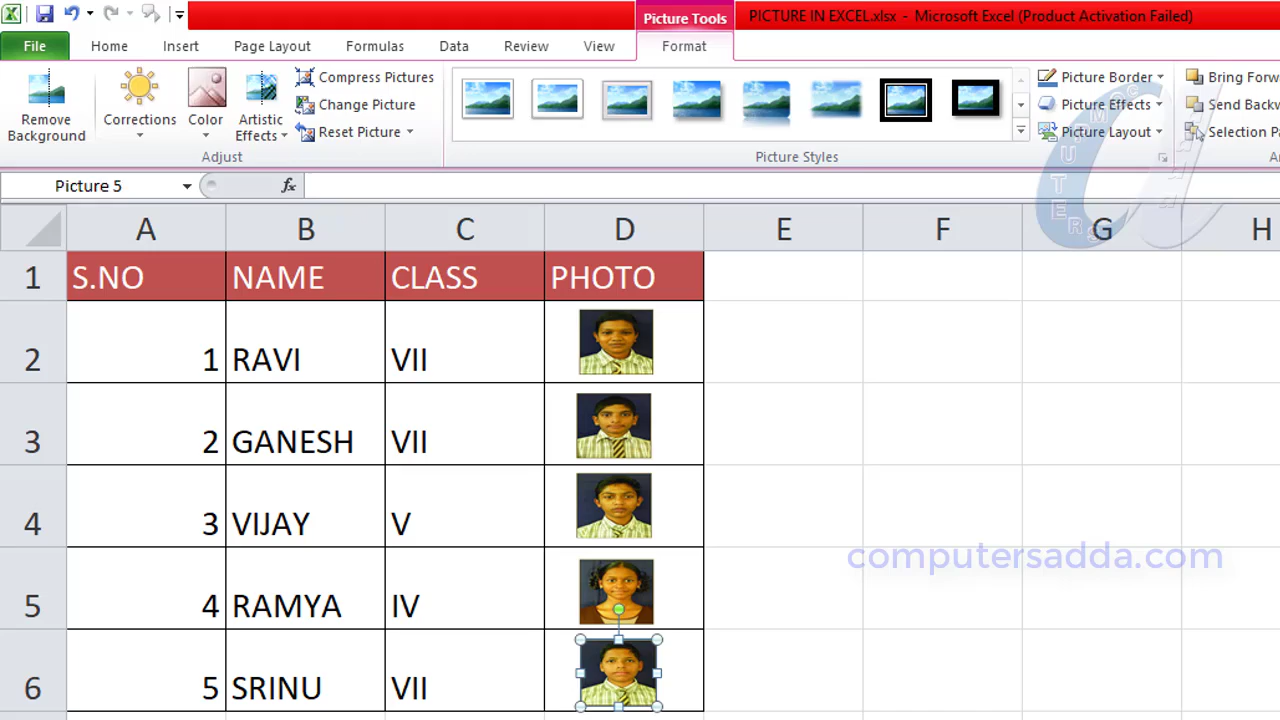 Picture Tools
PICTURE IN EXCEL.xlsx - Microsoft Excel (Product Activation Failed)
File Home Insert Page Layout Formulas Data Review View Format
Remove Background
Corrections
Color
Artistic Effects
Compress Pictures
Change Picture
Reset Picture
Adjust
Picture Styles
Picture Border
Picture Effects
Picture Layout
Bring Forw
Send Backw
Selection Pa
Picture 5
fx
A B C D E F G H
1 S.NO NAME CLASS PHOTO
2 1 RAVI VII
3 2 GANESH VII
4 3 VIJAY V
5 4 RAMYA IV
6 5 SRINU VII
computersadda.com